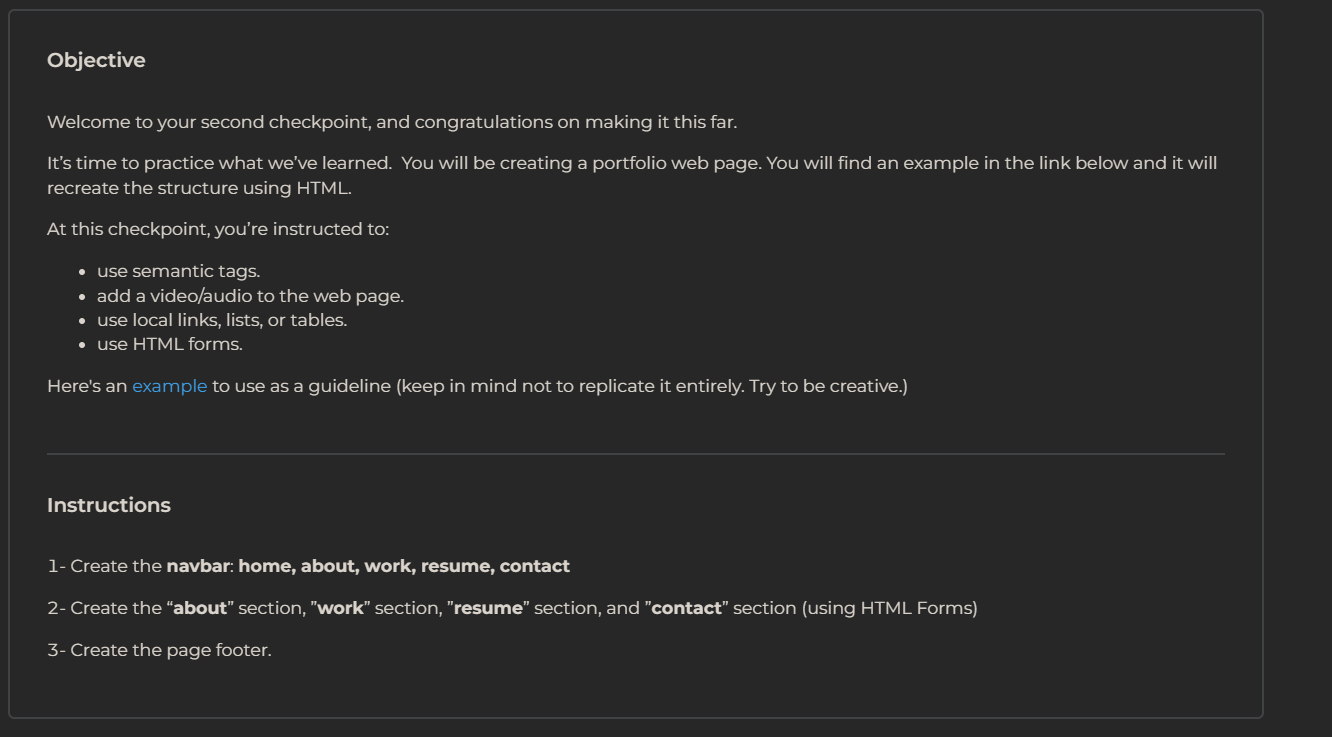 Objective
Welcome to your second checkpoint, and congratulations on making it this far.
It’s time to practice what we’ve learned.  You will be creating a portfolio web page. You will find an example in the link below and it will
recreate the structure using HTML.
At this checkpoint, you’re instructed to:
• use semantic tags.
• add a video/audio to the web page.
• use local links, lists, or tables.
• use HTML forms.
Here's an example to use as a guideline (keep in mind not to replicate it entirely. Try to be creative.)
Instructions
1- Create the navbar: home, about, work, resume, contact
2- Create the “about” section, ”work” section, ”resume” section, and ”contact” section (using HTML Forms)
3- Create the page footer.